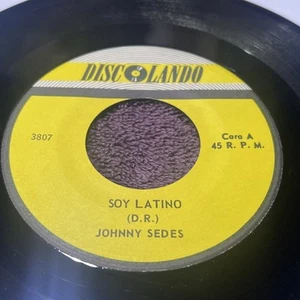 DISCOLANDO
3807
Cara A
45 R. P. M.
SOY LATINO
(D.R.)
JOHNNY SEDES